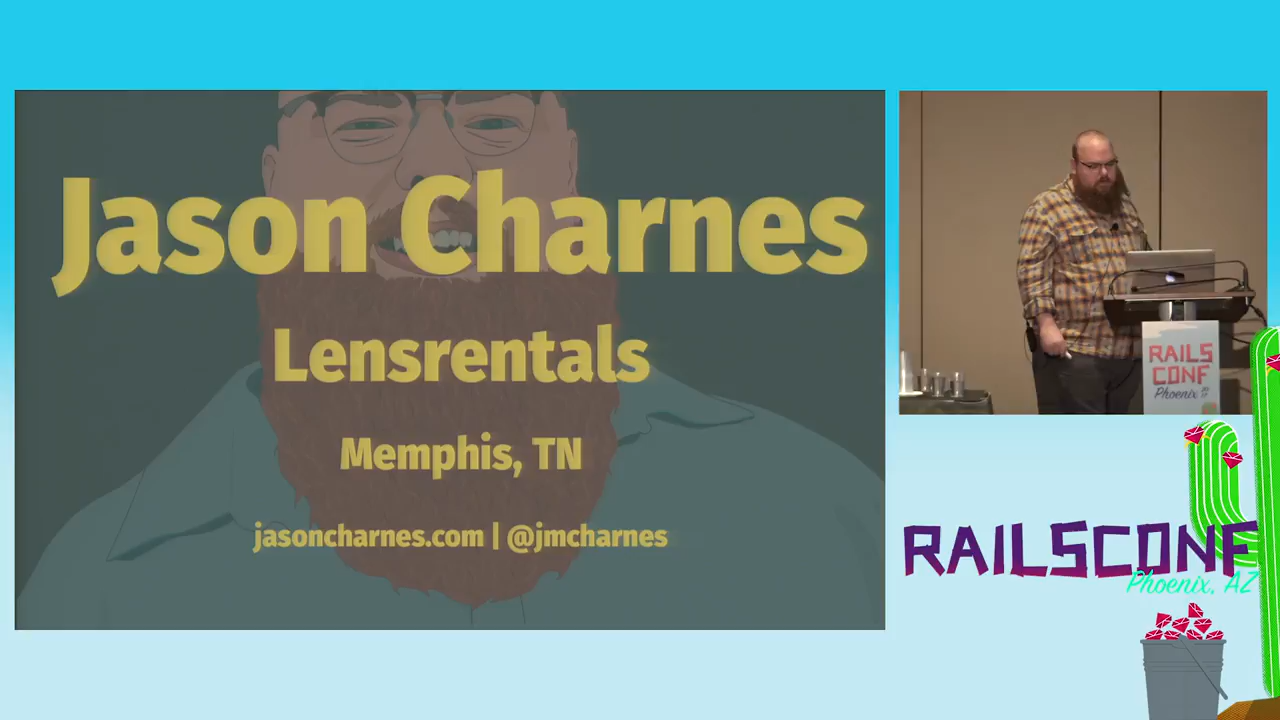 Jason Charnes
Lensrentals
Memphis, TN
jasoncharnes.com | @jmcharnes
RAILS
CONF
Phoenix
RAILSCONF
Phoenix, AZ